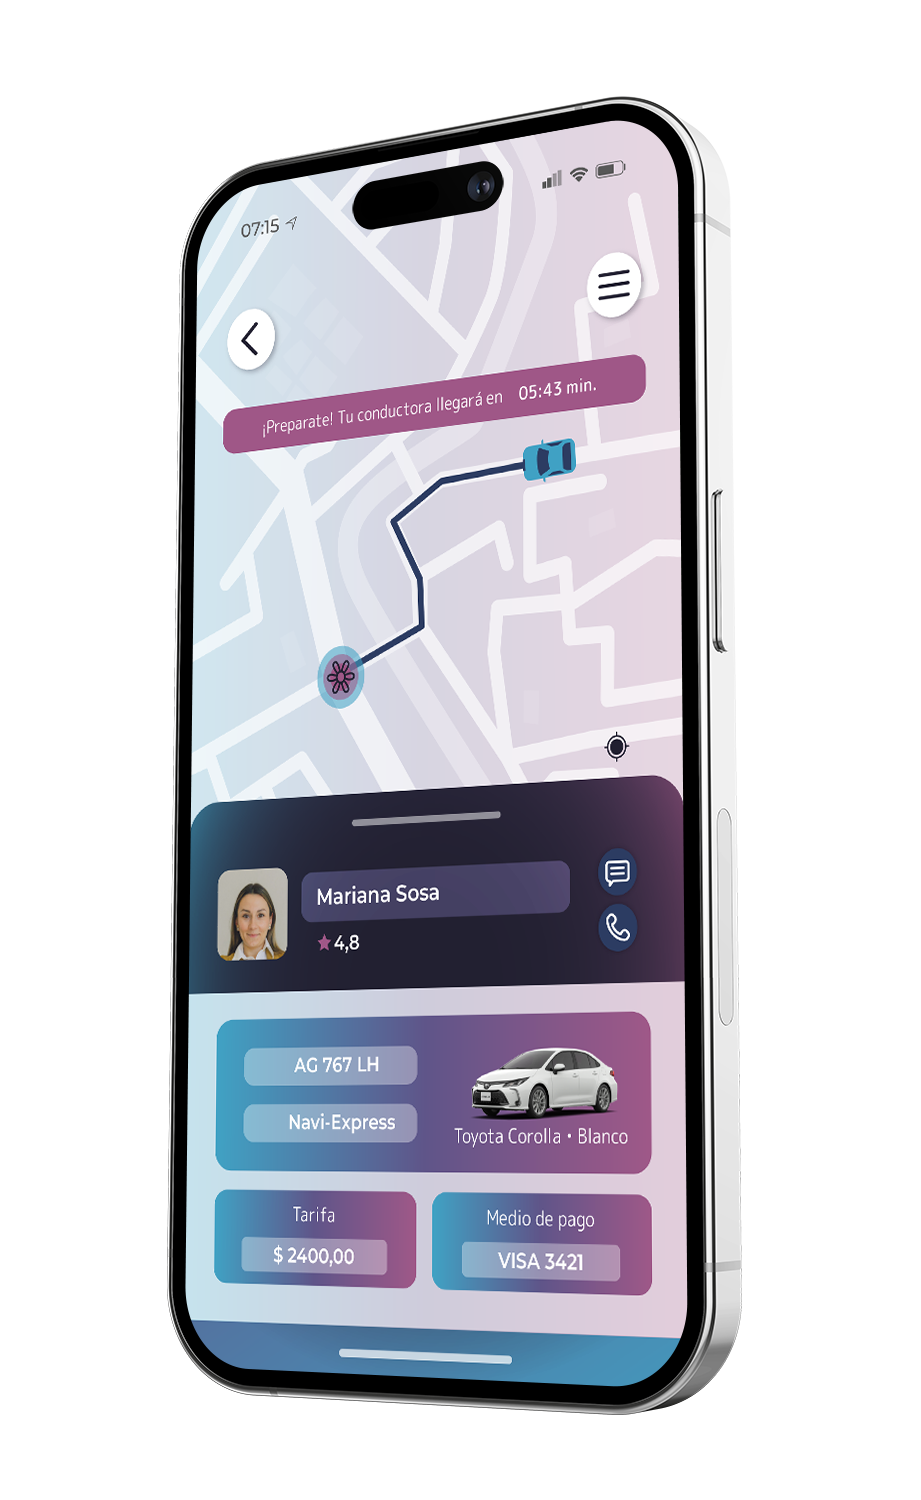 07:15
¡Preparate! Tu conductora llegará en 05:43 min.
Mariana Sosa
4,8
AG 767 LH
Navi-Express
Toyota Corolla • Blanco
Tarifa
$ 2400,00
Medio de pago
VISA 3421